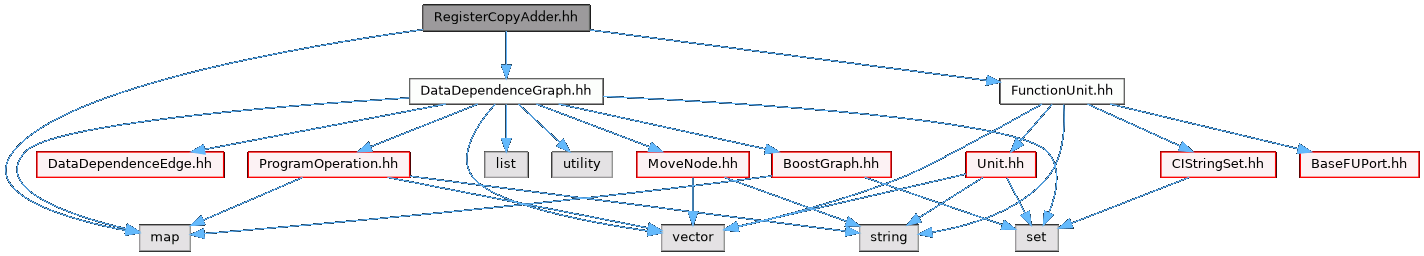 RegisterCopyAdder.hh
DataDependenceGraph.hh
FunctionUnit.hh
DataDependenceEdge.hh
ProgramOperation.hh
list
utility
MoveNode.hh
BoostGraph.hh
Unit.hh
CIStringSet.hh
BaseFUPort.hh
map
vector
string
set